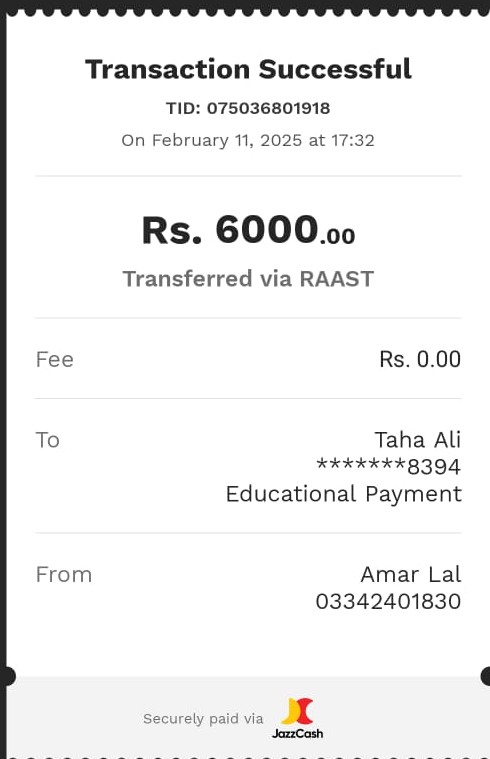 Transaction Successful
TID: 075036801918
On February 11, 2025 at 17:32
Rs. 6000.00
Transferred via RAAST
Fee
Rs. 0.00
To
Taha Ali
*******8394
Educational Payment
From
Amar Lal
03342401830
Securely paid via
JazzCash